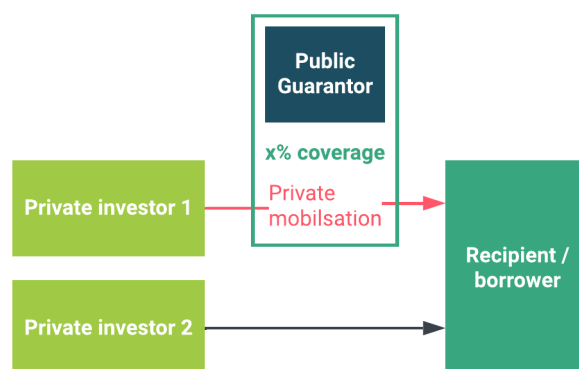 Public
Guarantor
x% coverage
Private
mobilsation
Private investor 1
Recipient /
borrower
Private investor 2